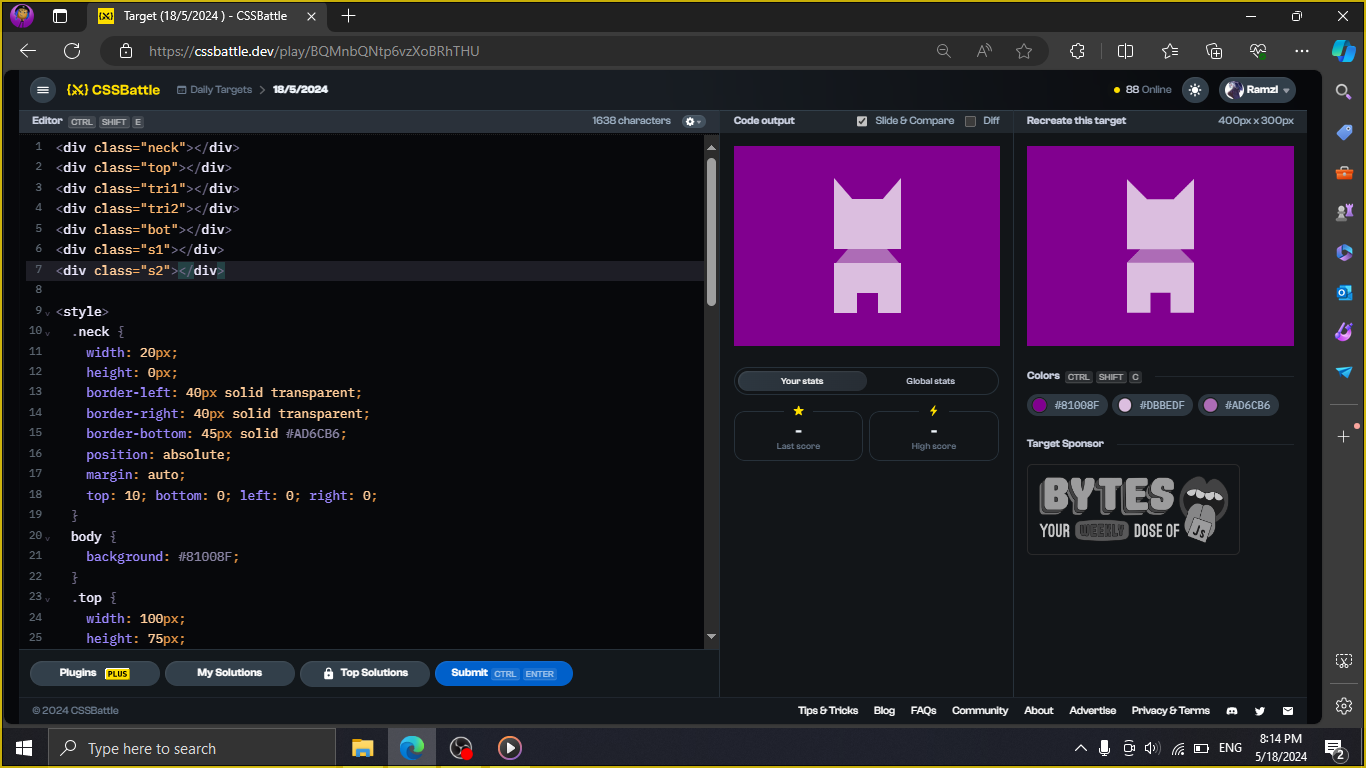 Target (18/5/2024 ) - CSSBattle
https://cssbattle.dev/play/BQMnbQNtp6vzXoBRhTHU
{X} CSSBattle
Daily Targets > 18/5/2024
88 Online
Ramzi
Editor CTRL SHIFT E
1638 characters
Code output
Slide & Compare
Diff
Recreate this target
400px x 300px
1 <div class="neck"></div>
2 <div class="top"></div>
3 <div class="tri1"></div>
4 <div class="tri2"></div>
5 <div class="bot"></div>
6 <div class="s1"></div>
7 <div class="s2"></div>
8
9 <style>
10 .neck {
11 width: 20px;
12 height: 0px;
13 border-left: 40px solid transparent;
14 border-right: 40px solid transparent;
15 border-bottom: 45px solid #AD6CB6;
16 position: absolute;
17 margin: auto;
18 top: 10; bottom: 0; left: 0; right: 0;
19 }
20 body {
21 background: #81008F;
22 }
23 .top {
24 width: 100px;
25 height: 75px;
Your stats
Global stats
-
Last score
-
High score
Colors CTRL SHIFT C
#81008F
#DBBEDF
#AD6CB6
Target Sponsor
BYTES
YOUR WEEKLY DOSE OF JS
Plugins PLUS
My Solutions
Top Solutions
Submit CTRL ENTER
© 2024 CSSBattle
Tips & Tricks
Blog
FAQs
Community
About
Advertise
Privacy & Terms
Type here to search
ENG
8:14 PM
5/18/2024
2